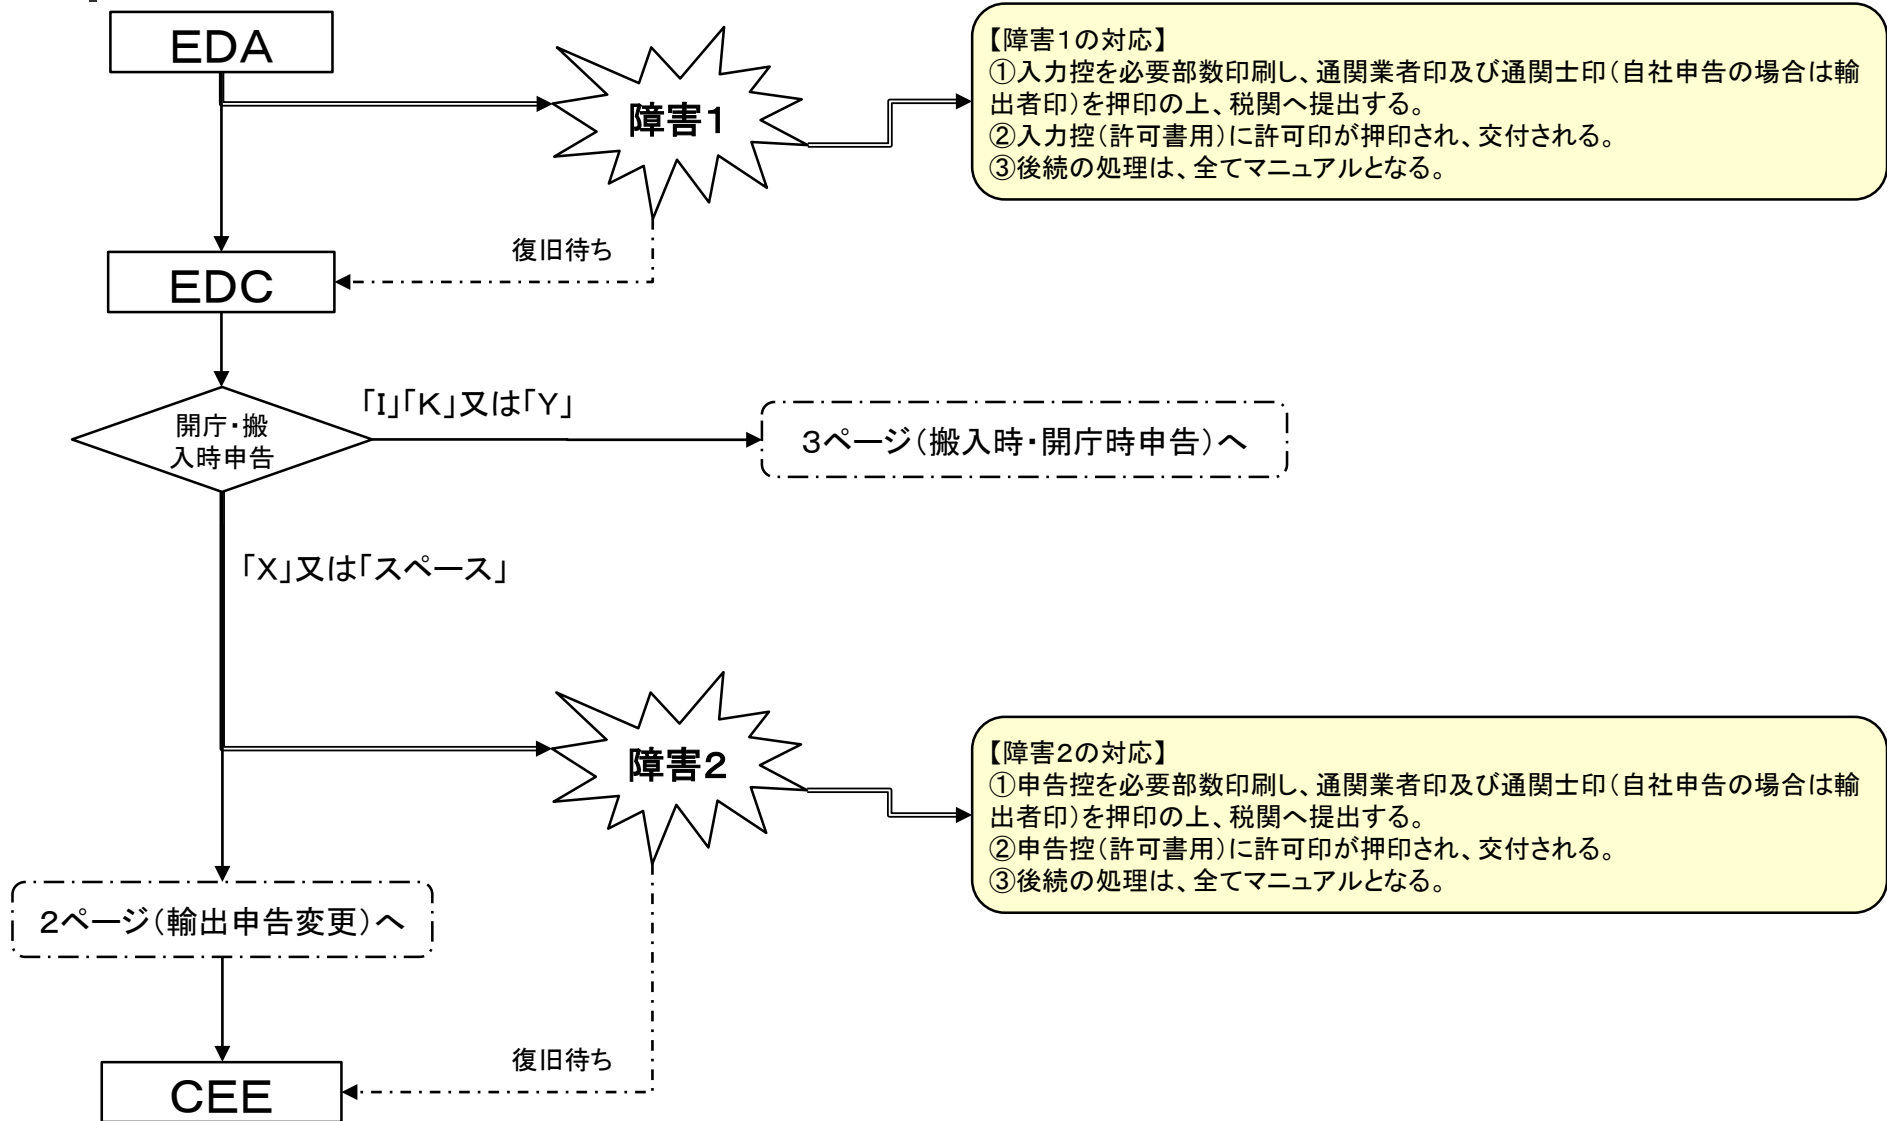 EDA
障害1
【障害1の対応】
①入力控を必要部数印刷し、通関業者印及び通関士印(自社申告の場合は輸
出者印)を押印の上、税関へ提出する。
②入力控(許可書用)に許可印が押印され、交付される。
③後続の処理は、全てマニュアルとなる。
復旧待ち
EDC
「I」「K」又は「Y」
開庁・搬
入時申告
3ページ(搬入時・開庁時申告)へ
「X」又は「スペース」
障害2
【障害2の対応】
①申告控を必要部数印刷し、通関業者印及び通関士印(自社申告の場合は輸
出者印)を押印の上、税関へ提出する。
②申告控(許可書用)に許可印が押印され、交付される。
③後続の処理は、全てマニュアルとなる。
2ページ(輸出申告変更)へ
復旧待ち
CEE